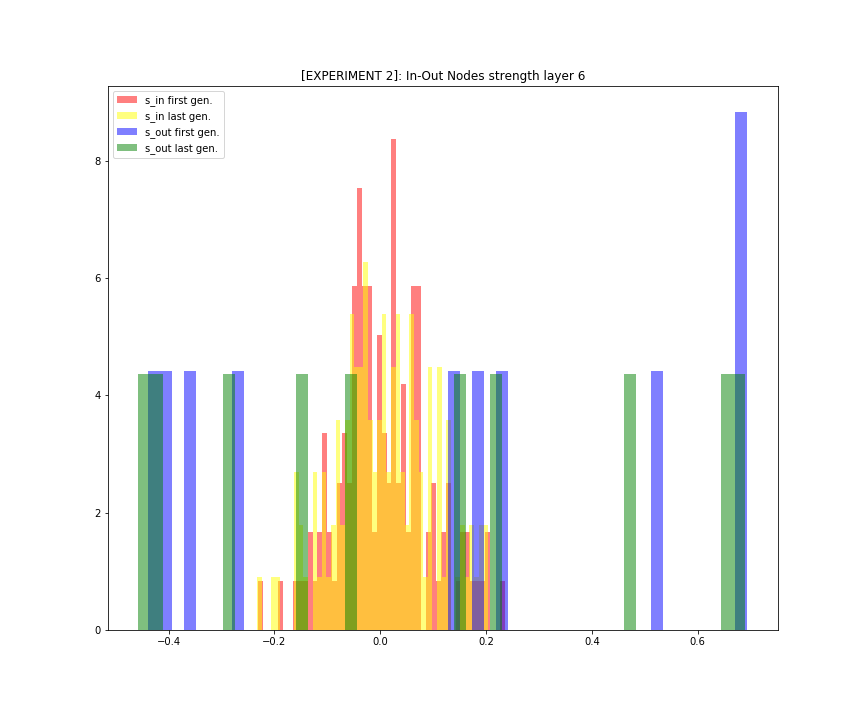 [EXPERIMENT 2]: In-Out Nodes strength layer 6
s_in first gen.
s_in last gen.
s_out first gen.
s_out last gen.
8
6
4
2
0
−0.4 −0.2 0.0 0.2 0.4 0.6